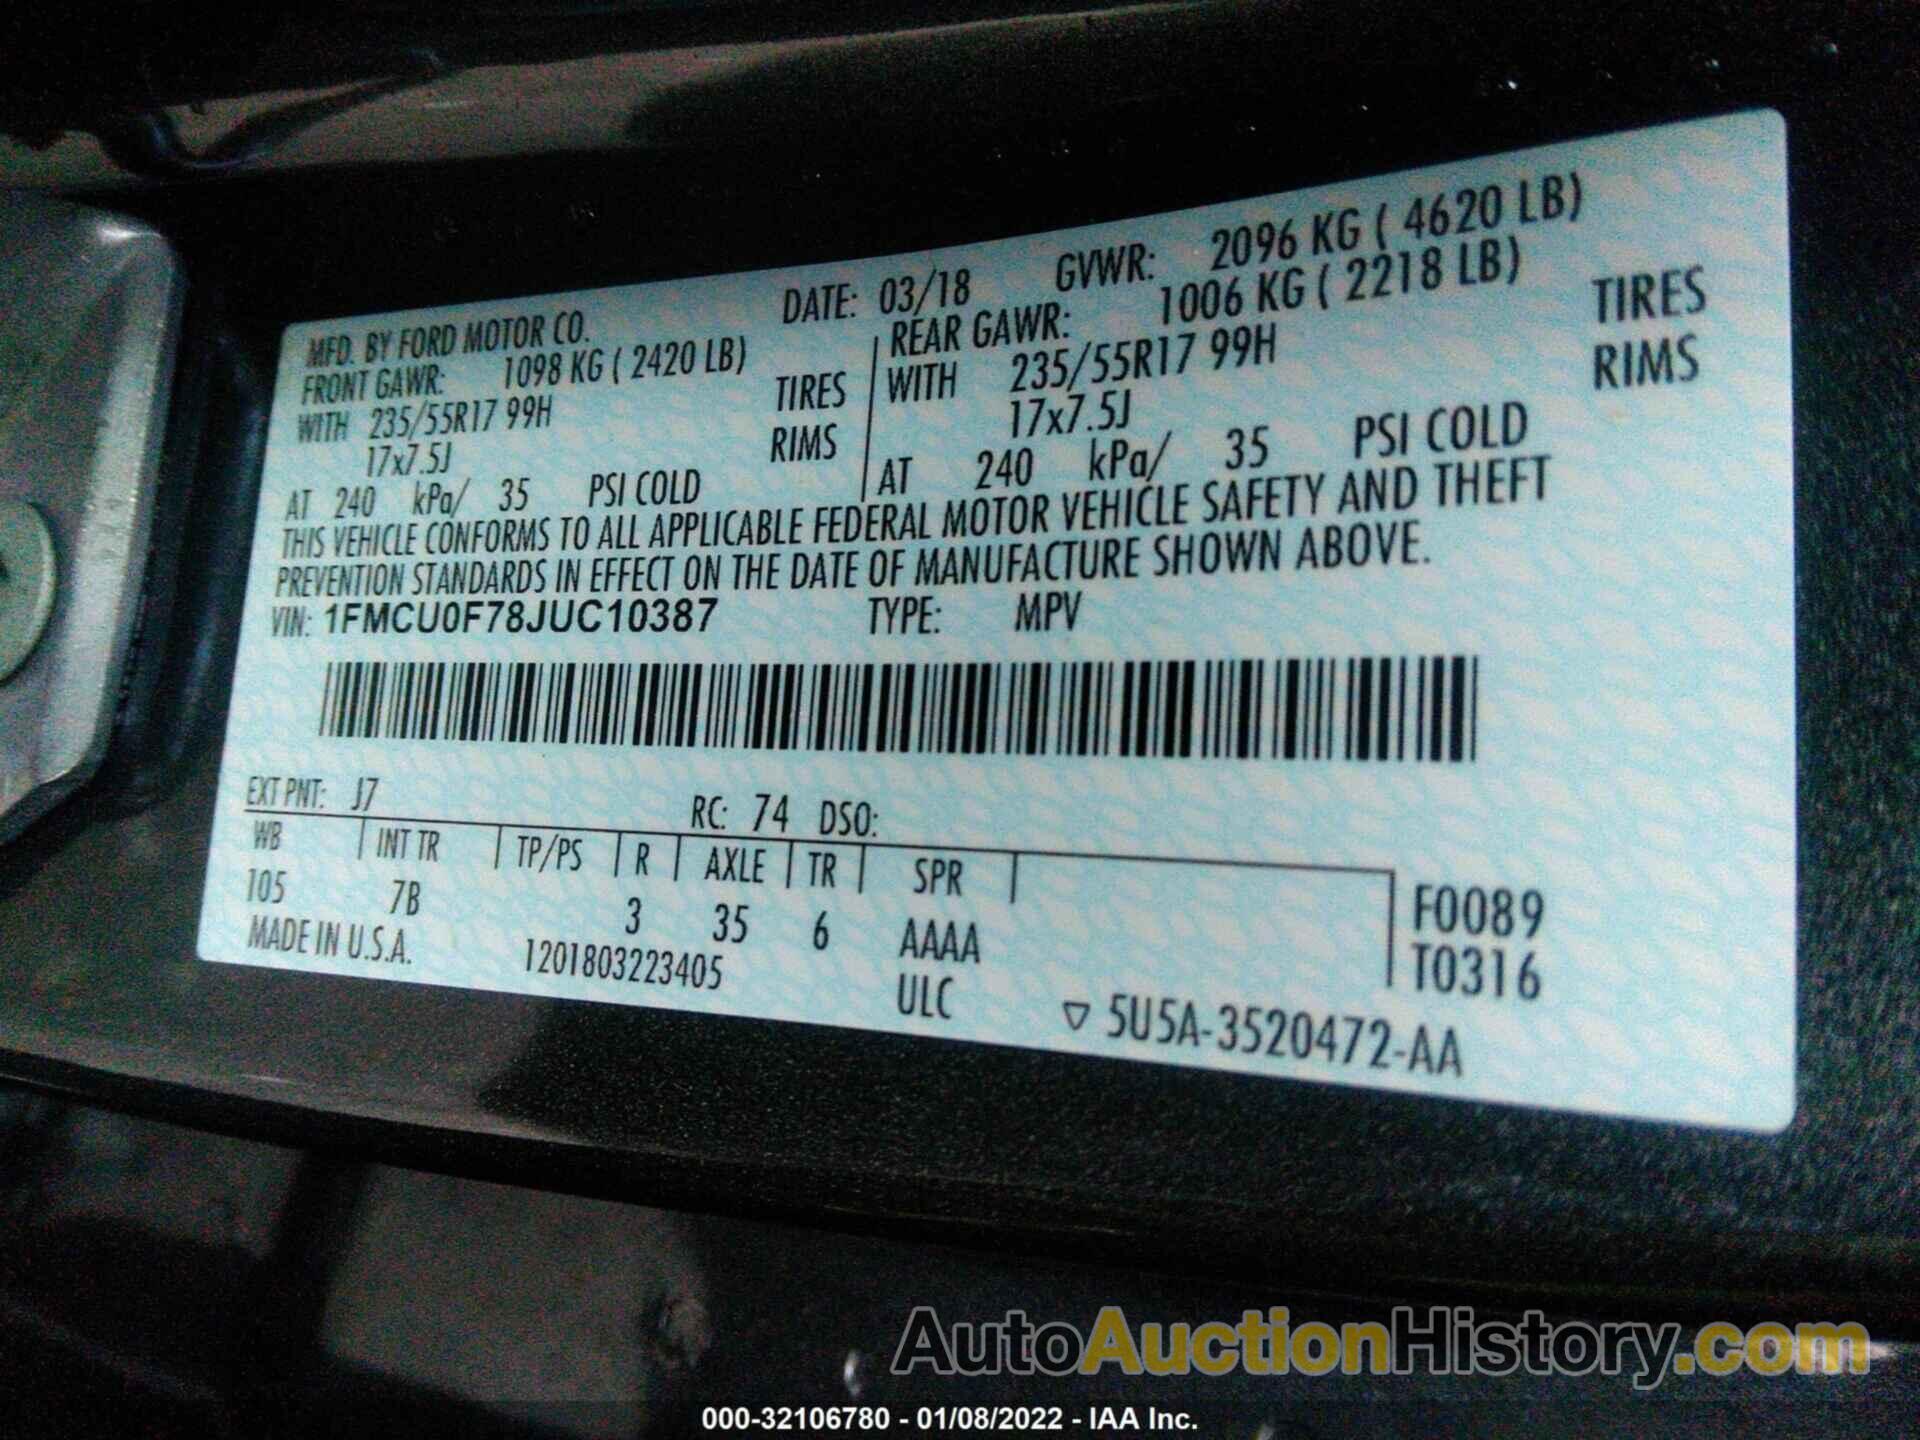 MFD. BY FORD MOTOR CO. DATE: 03/18 GVWR: 2096 KG ( 4620 LB)
FRONT GAWR: 1098 KG ( 2420 LB) REAR GAWR: 1006 KG ( 2218 LB)
WITH 235/55R17 99H TIRES WITH 235/55R17 99H TIRES
17x7.5J RIMS 17x7.5J RIMS
AT 240 kPa/ 35 PSI COLD AT 240 kPa/ 35 PSI COLD
THIS VEHICLE CONFORMS TO ALL APPLICABLE FEDERAL MOTOR VEHICLE SAFETY AND THEFT
PREVENTION STANDARDS IN EFFECT ON THE DATE OF MANUFACTURE SHOWN ABOVE.
VIN: 1FMCU0F78JUC10387 TYPE: MPV
EXT PNT: J7 RC: 74 DSO:
WB INT TR TP/PS R AXLE TR SPR
105 7B 3 35 6 AAAA F0089
MADE IN U.S.A. 1201803223405 ULC T0316
5U5A-3520472-AA
AutoAuctionHistory.com
000-32106780 - 01/08/2022 - IAA Inc.